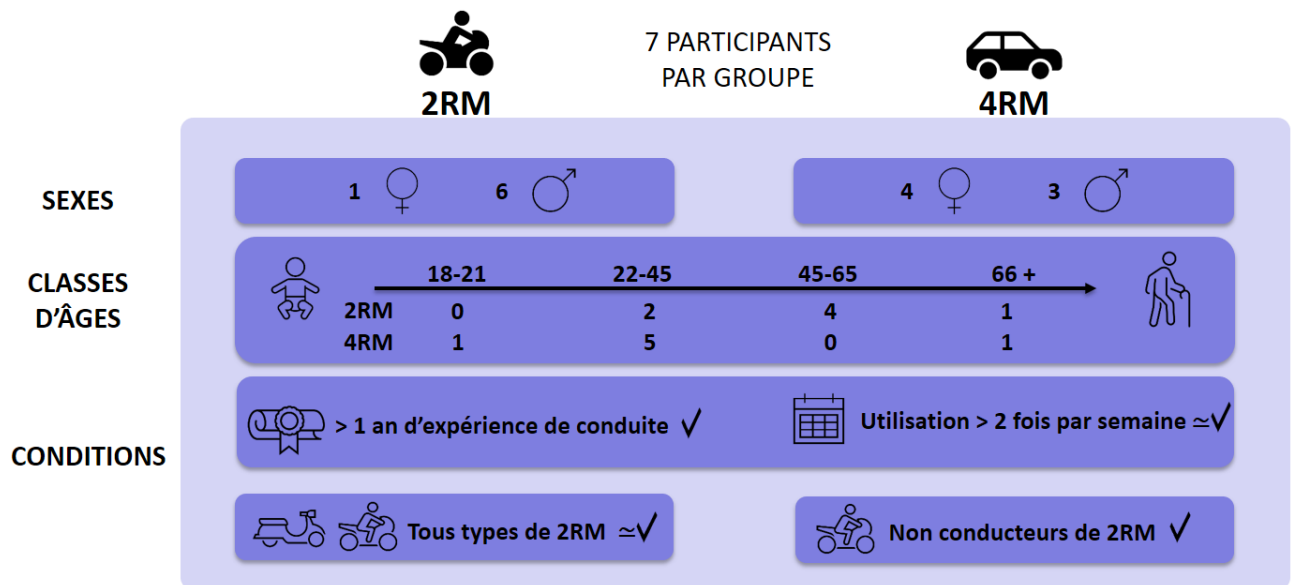 7 PARTICIPANTS
PAR GROUPE
2RM
4RM
SEXES
1 6
4 3
CLASSES
D’ÂGES
18-21 22-45 45-65 66 +
2RM 0 2 4 1
4RM 1 5 0 1
CONDITIONS
> 1 an d’expérience de conduite ✓
Utilisation > 2 fois par semaine ≃✓
Tous types de 2RM ≃✓
Non conducteurs de 2RM ✓